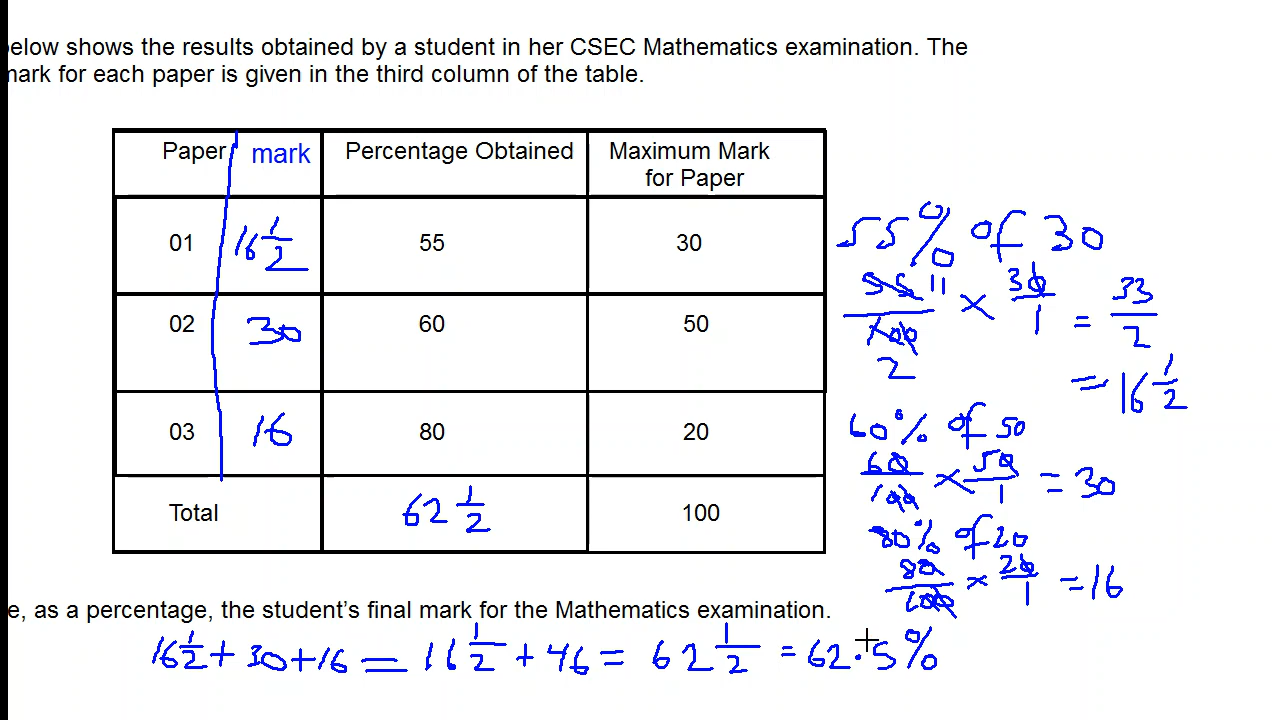 below shows the results obtained by a student in her CSEC Mathematics examination. The
mark for each paper is given in the third column of the table.
Paper mark Percentage Obtained Maximum Mark
for Paper
01 16 1/2 55 30
02 30 60 50
03 16 80 20
Total 62 1/2 100
55% of 30
55 11 / 100 2 × 30/1 = 33/2
= 16 1/2
60% of 50
60/100 × 50/1 = 30
80% of 20
80/100 × 20/1 = 16
e, as a percentage, the student's final mark for the Mathematics examination.
16 1/2 + 30 + 16 = 16 1/2 + 46 = 62 1/2 = 62.5%